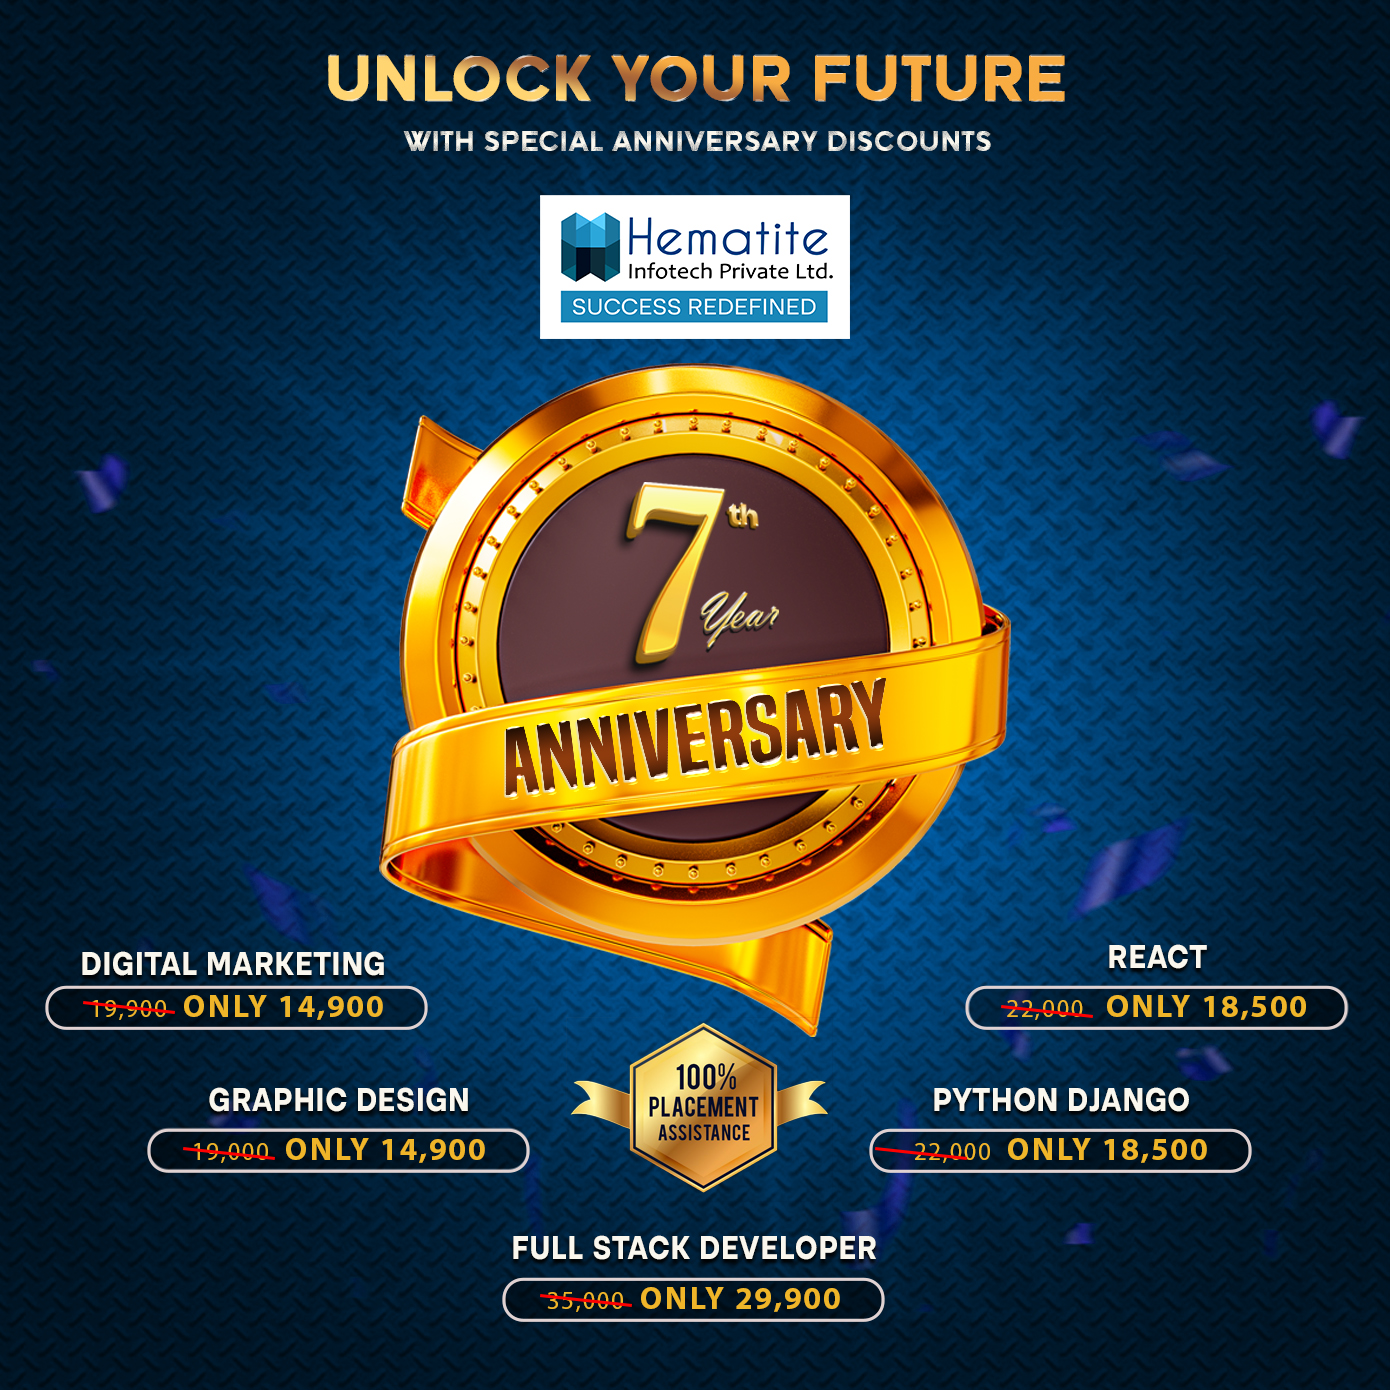 UNLOCK YOUR FUTURE
WITH SPECIAL ANNIVERSARY DISCOUNTS
Hematite
Infotech Private Ltd.
SUCCESS REDEFINED
7th
Year
ANNIVERSARY
DIGITAL MARKETING
19,900 ONLY 14,900
REACT
22,000 ONLY 18,500
GRAPHIC DESIGN
19,000 ONLY 14,900
100%
PLACEMENT
ASSISTANCE
PYTHON DJANGO
22,000 ONLY 18,500
FULL STACK DEVELOPER
35,000 ONLY 29,900